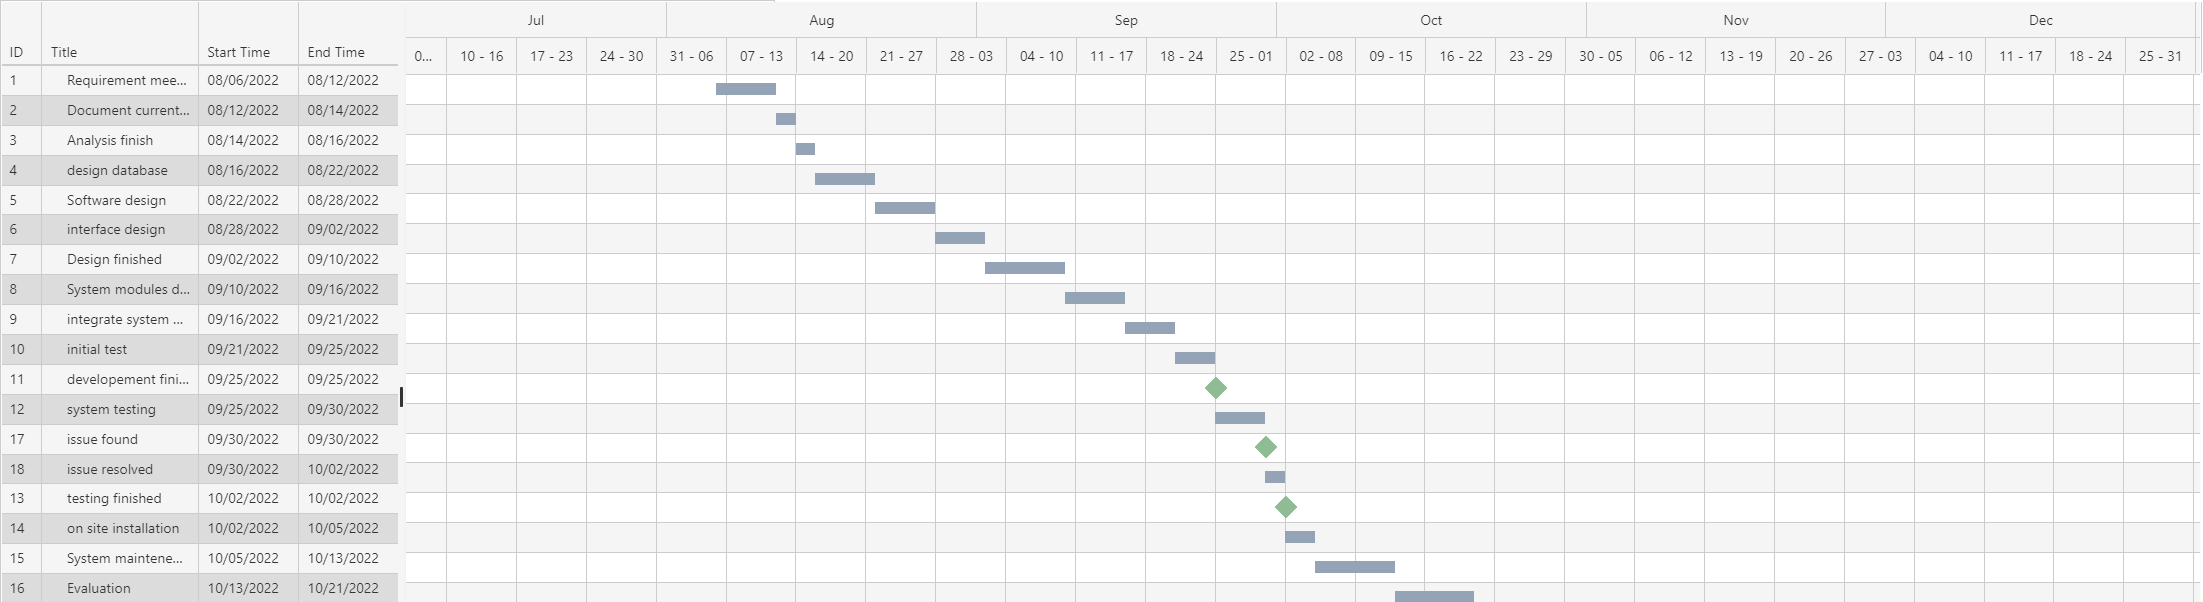 Jul Aug Sep Oct Nov Dec
ID Title Start Time End Time 0... 10 - 16 17 - 23 24 - 30 31 - 06 07 - 13 14 - 20 21 - 27 28 - 03 04 - 10 11 - 17 18 - 24 25 - 01 02 - 08 09 - 15 16 - 22 23 - 29 30 - 05 06 - 12 13 - 19 20 - 26 27 - 03 04 - 10 11 - 17 18 - 24 25 - 31
1 Requirement mee... 08/06/2022 08/12/2022
2 Document current... 08/12/2022 08/14/2022
3 Analysis finish 08/14/2022 08/16/2022
4 design database 08/16/2022 08/22/2022
5 Software design 08/22/2022 08/28/2022
6 interface design 08/28/2022 09/02/2022
7 Design finished 09/02/2022 09/10/2022
8 System modules d... 09/10/2022 09/16/2022
9 integrate system ... 09/16/2022 09/21/2022
10 initial test 09/21/2022 09/25/2022
11 developement fini... 09/25/2022 09/25/2022
12 system testing 09/25/2022 09/30/2022
17 issue found 09/30/2022 09/30/2022
18 issue resolved 09/30/2022 10/02/2022
13 testing finished 10/02/2022 10/02/2022
14 on site installation 10/02/2022 10/05/2022
15 System maintene... 10/05/2022 10/13/2022
16 Evaluation 10/13/2022 10/21/2022